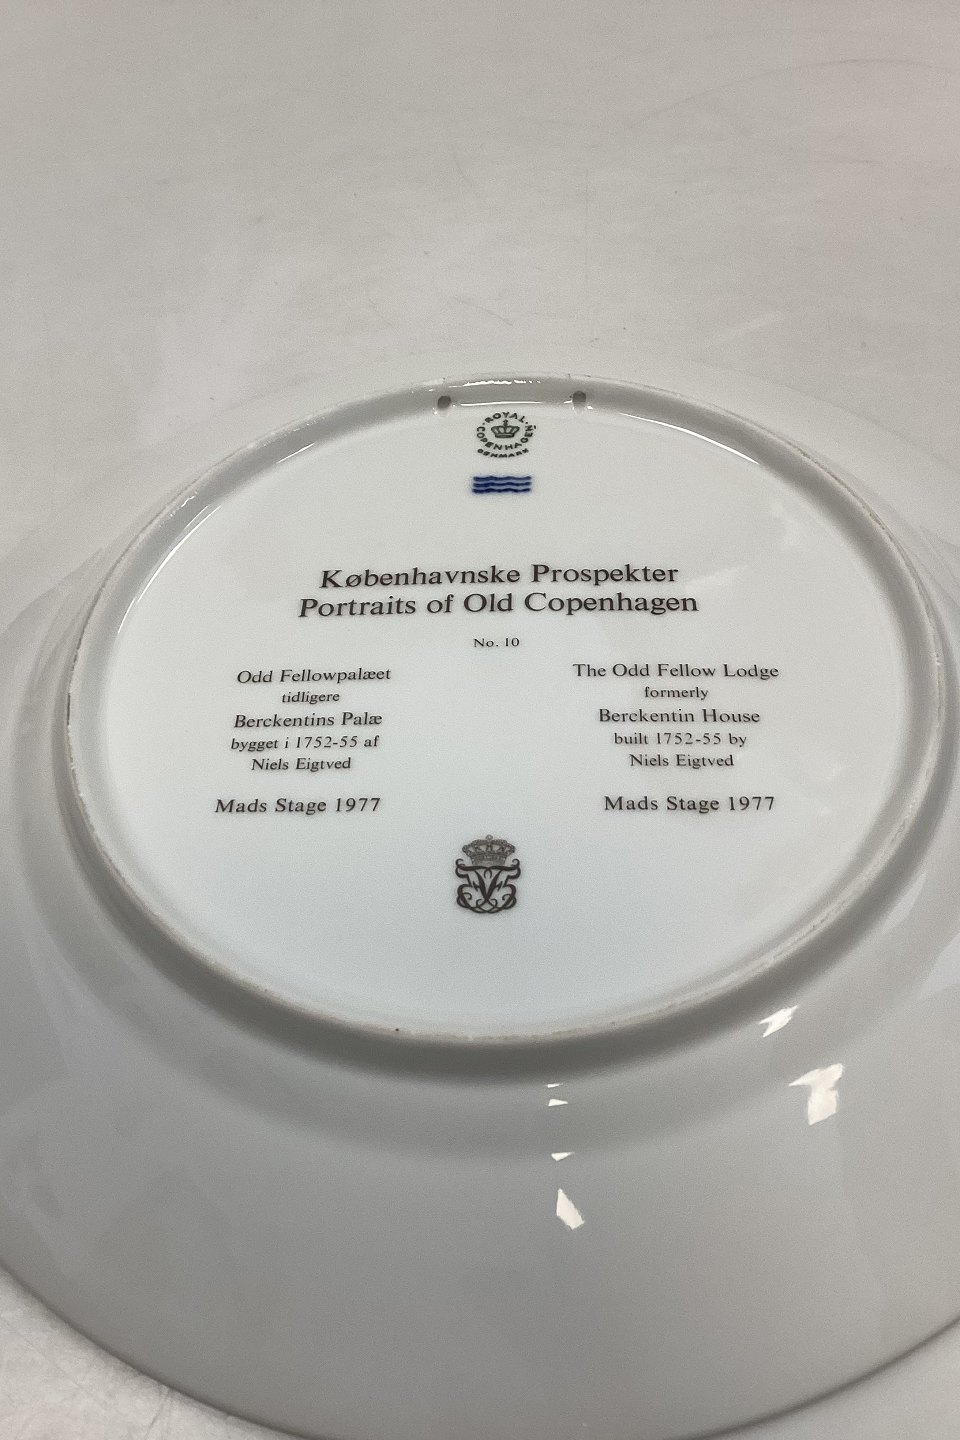 ROYAL
COPENHAGEN
DENMARK
Københavnske Prospekter
Portraits of Old Copenhagen
No. 10
Odd Fellowpalæet
tidligere
Berckentins Palæ
bygget i 1752-55 af
Niels Eigtved
Mads Stage 1977
The Odd Fellow Lodge
formerly
Berckentin House
built 1752-55 by
Niels Eigtved
Mads Stage 1977